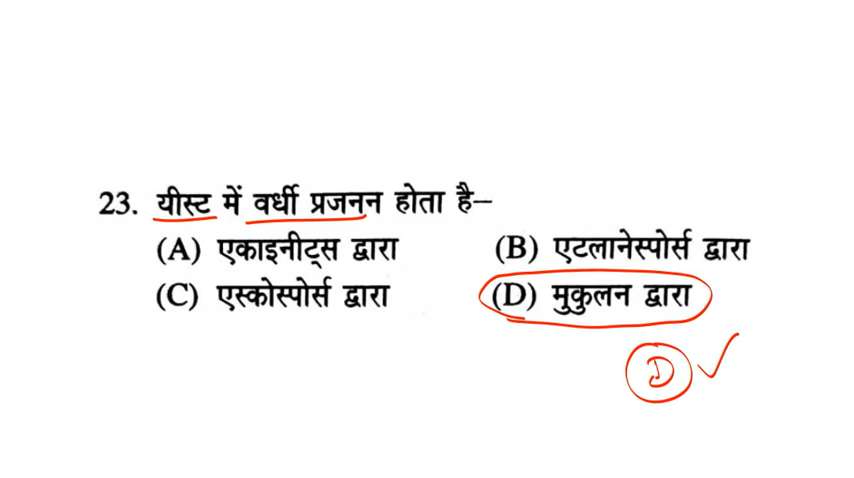 23. यीस्ट में वर्धी प्रजनन होता है–
(A) एकाइनीट्स द्वारा (B) एटलानेस्पोर्स द्वारा
(C) एस्कोस्पोर्स द्वारा (D) मुकुलन द्वारा
D